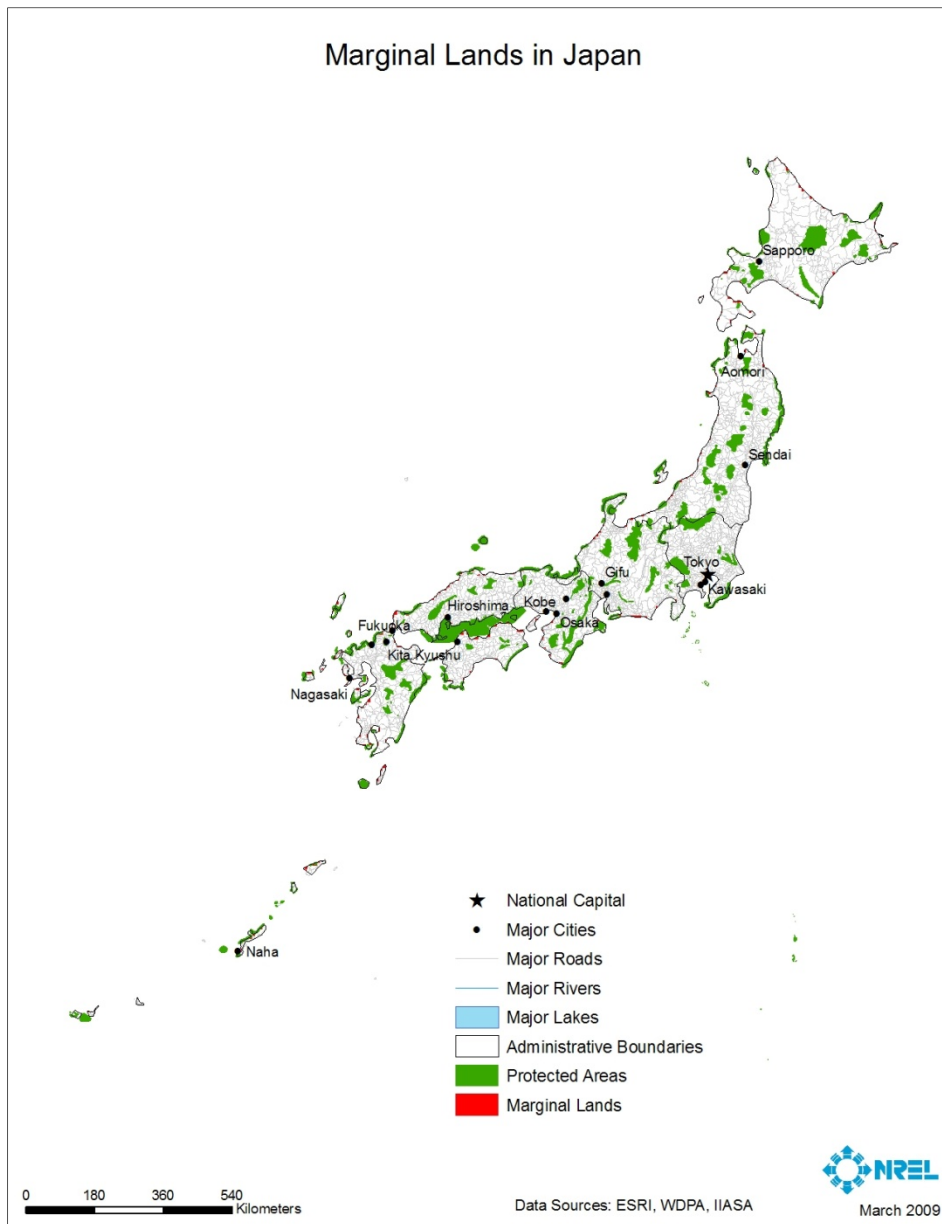 Marginal Lands in Japan
Sapporo
Aomori
Sendai
Tokyo
Kawasaki
Gifu
Kobe
Osaka
Hiroshima
Fukuoka
Kita Kyushu
Nagasaki
Naha
National Capital
Major Cities
Major Roads
Major Rivers
Major Lakes
Administrative Boundaries
Protected Areas
Marginal Lands
0 180 360 540
Kilometers
Data Sources: ESRI, WDPA, IIASA
NREL
March 2009